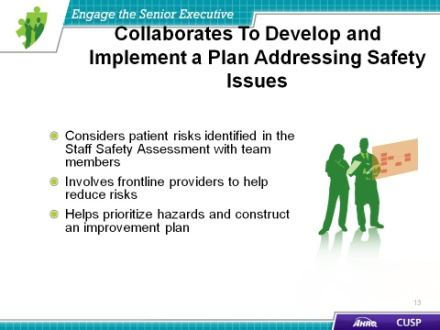 Engage the Senior Executive
Collaborates To Develop and
Implement a Plan Addressing Safety
Issues
Considers patient risks identified in the
Staff Safety Assessment with team
members
Involves frontline providers to help
reduce risks
Helps prioritize hazards and construct
an improvement plan
13
AHRQ CUSP